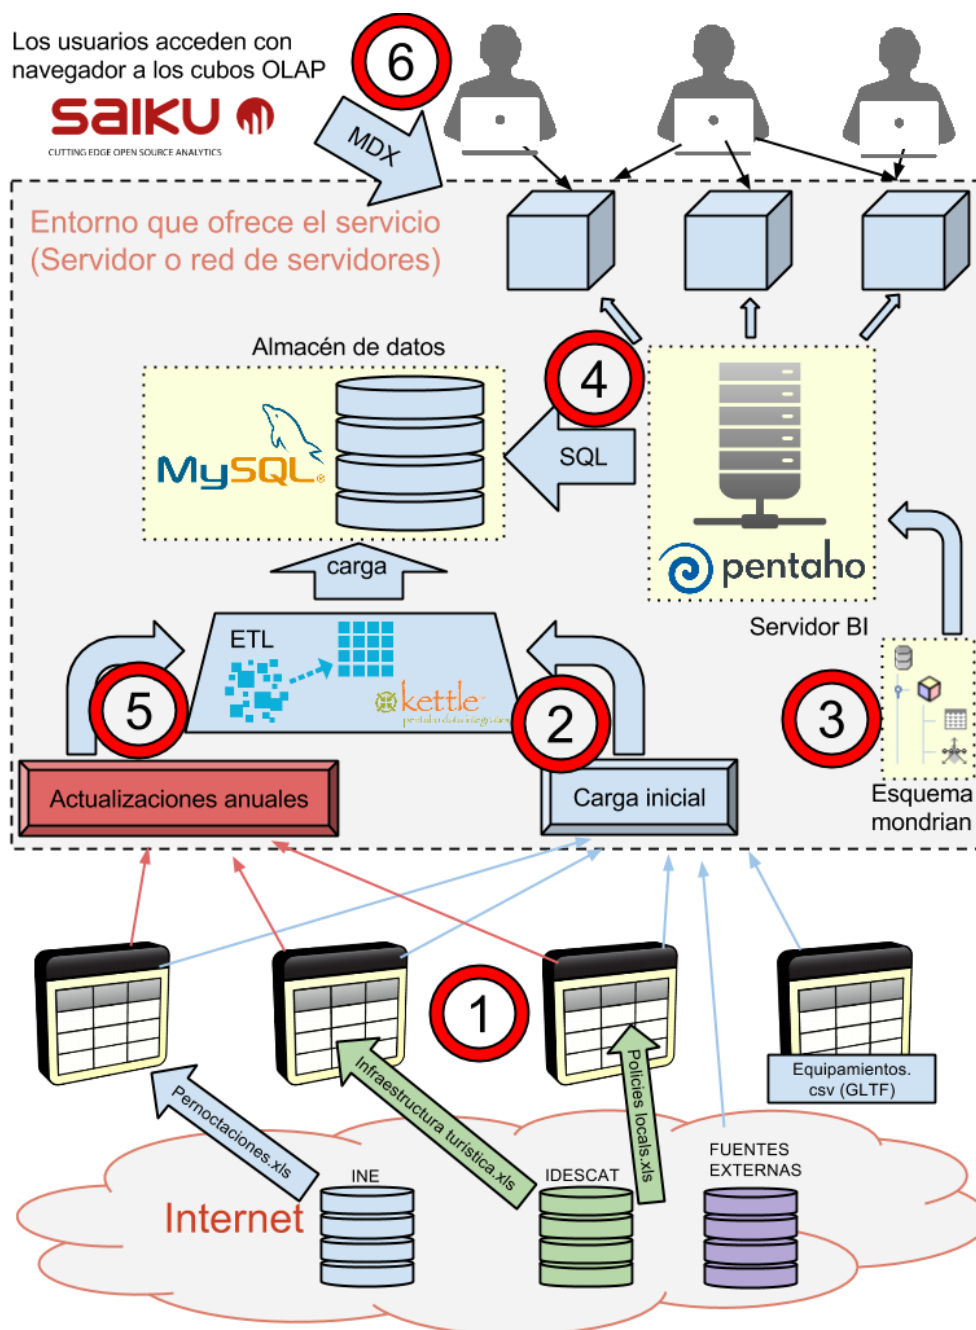 Los usuarios acceden con
navegador a los cubos OLAP
saiku
CUTTING EDGE OPEN SOURCE ANALYTICS
6
MDX
Entorno que ofrece el servicio
(Servidor o red de servidores)
Almacén de datos
4
MySQL
SQL
carga
pentaho
Servidor BI
ETL
kettle
pentaho data integration
5
2
3
Actualizaciones anuales
Carga inicial
Esquema
mondrian
1
Equipamientos.
csv (GLTF)
Pernoctaciones.xls
Infraestructura turística.xls
Policies locals.xls
INE
IDESCAT
FUENTES
EXTERNAS
Internet